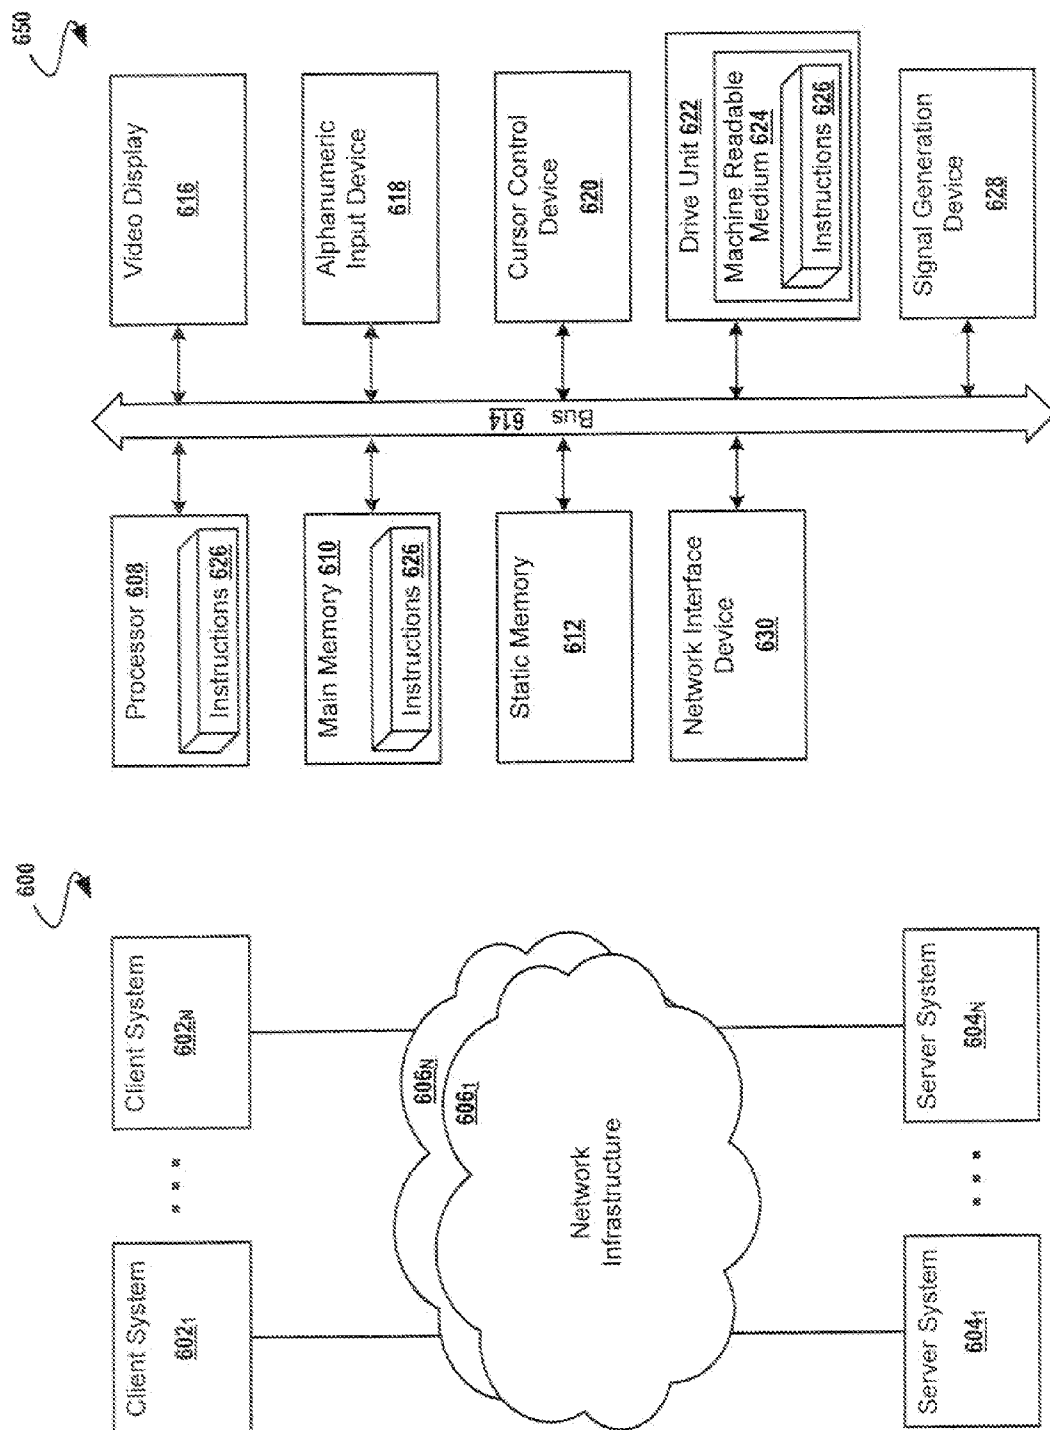 600
Client System
602₁
• • •
Client System
602N
606N
606₁
Network
Infrastructure
Server System
604₁
• • •
Server System
604N
650
Processor 608
Instructions 626
Main Memory 610
Instructions 626
Static Memory
612
Network Interface
Device
630
Bus 614
Video Display
616
Alphanumeric
Input Device
618
Cursor Control
Device
620
Drive Unit 622
Machine Readable
Medium 624
Instructions 626
Signal Generation
Device
628